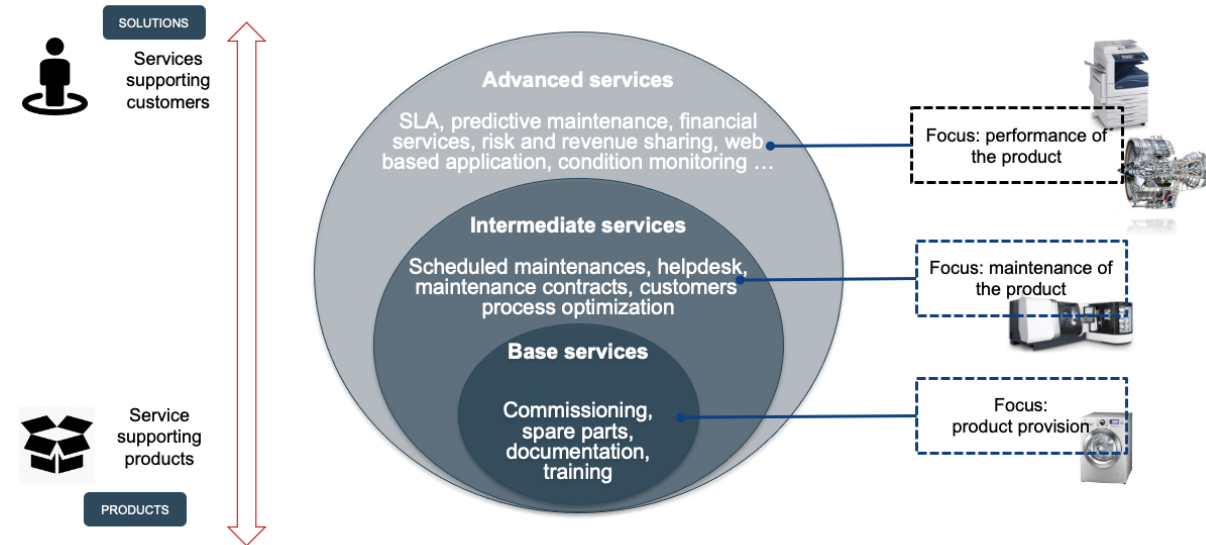 SOLUTIONS
Services
supporting
customers
Advanced services
SLA, predictive maintenance, financial
services, risk and revenue sharing, web
based application, condition monitoring …
Focus: performance of
the product
Intermediate services
Scheduled maintenances, helpdesk,
maintenance contracts, customers
process optimization
Focus: maintenance of
the product
Base services
Commissioning,
spare parts,
documentation,
training
Focus:
product provision
Service
supporting
products
PRODUCTS